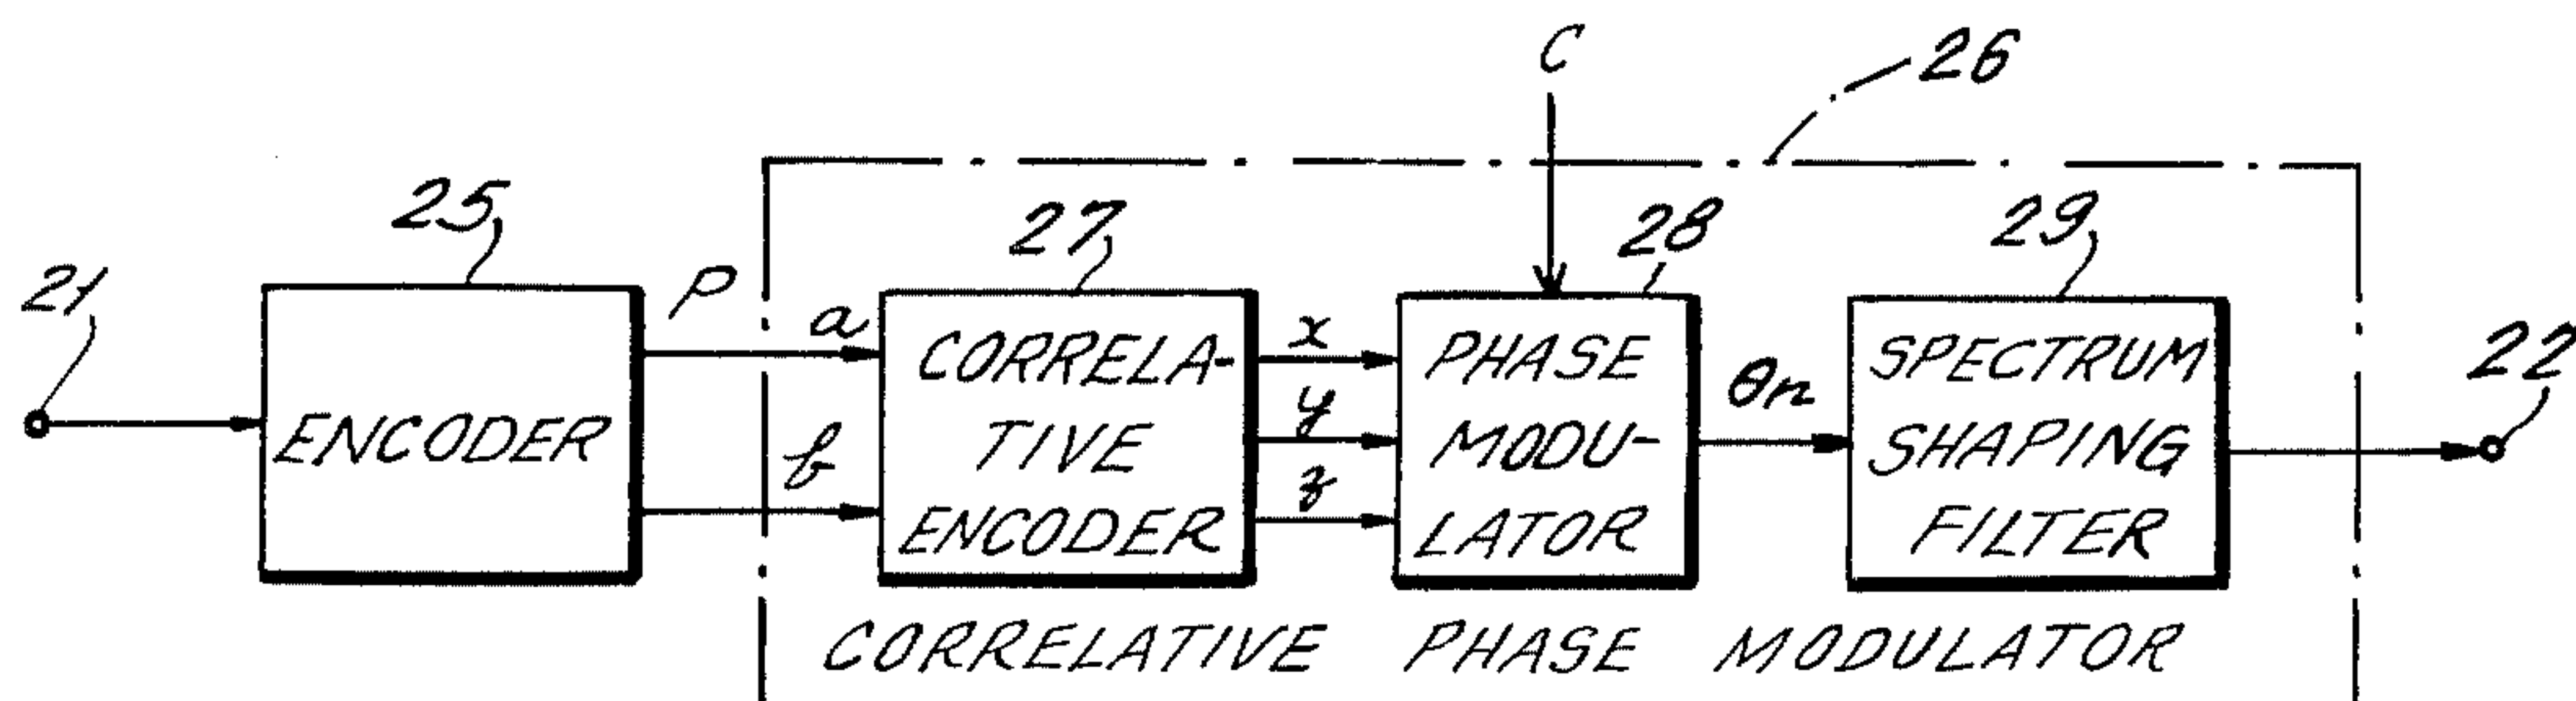 C
26
25
27
28
29
21
P
a
b
ENCODER
CORRELA-
TIVE
ENCODER
x
y
z
PHASE
MODU-
LATOR
θn
SPECTRUM
SHAPING
FILTER
22
CORRELATIVE PHASE MODULATOR